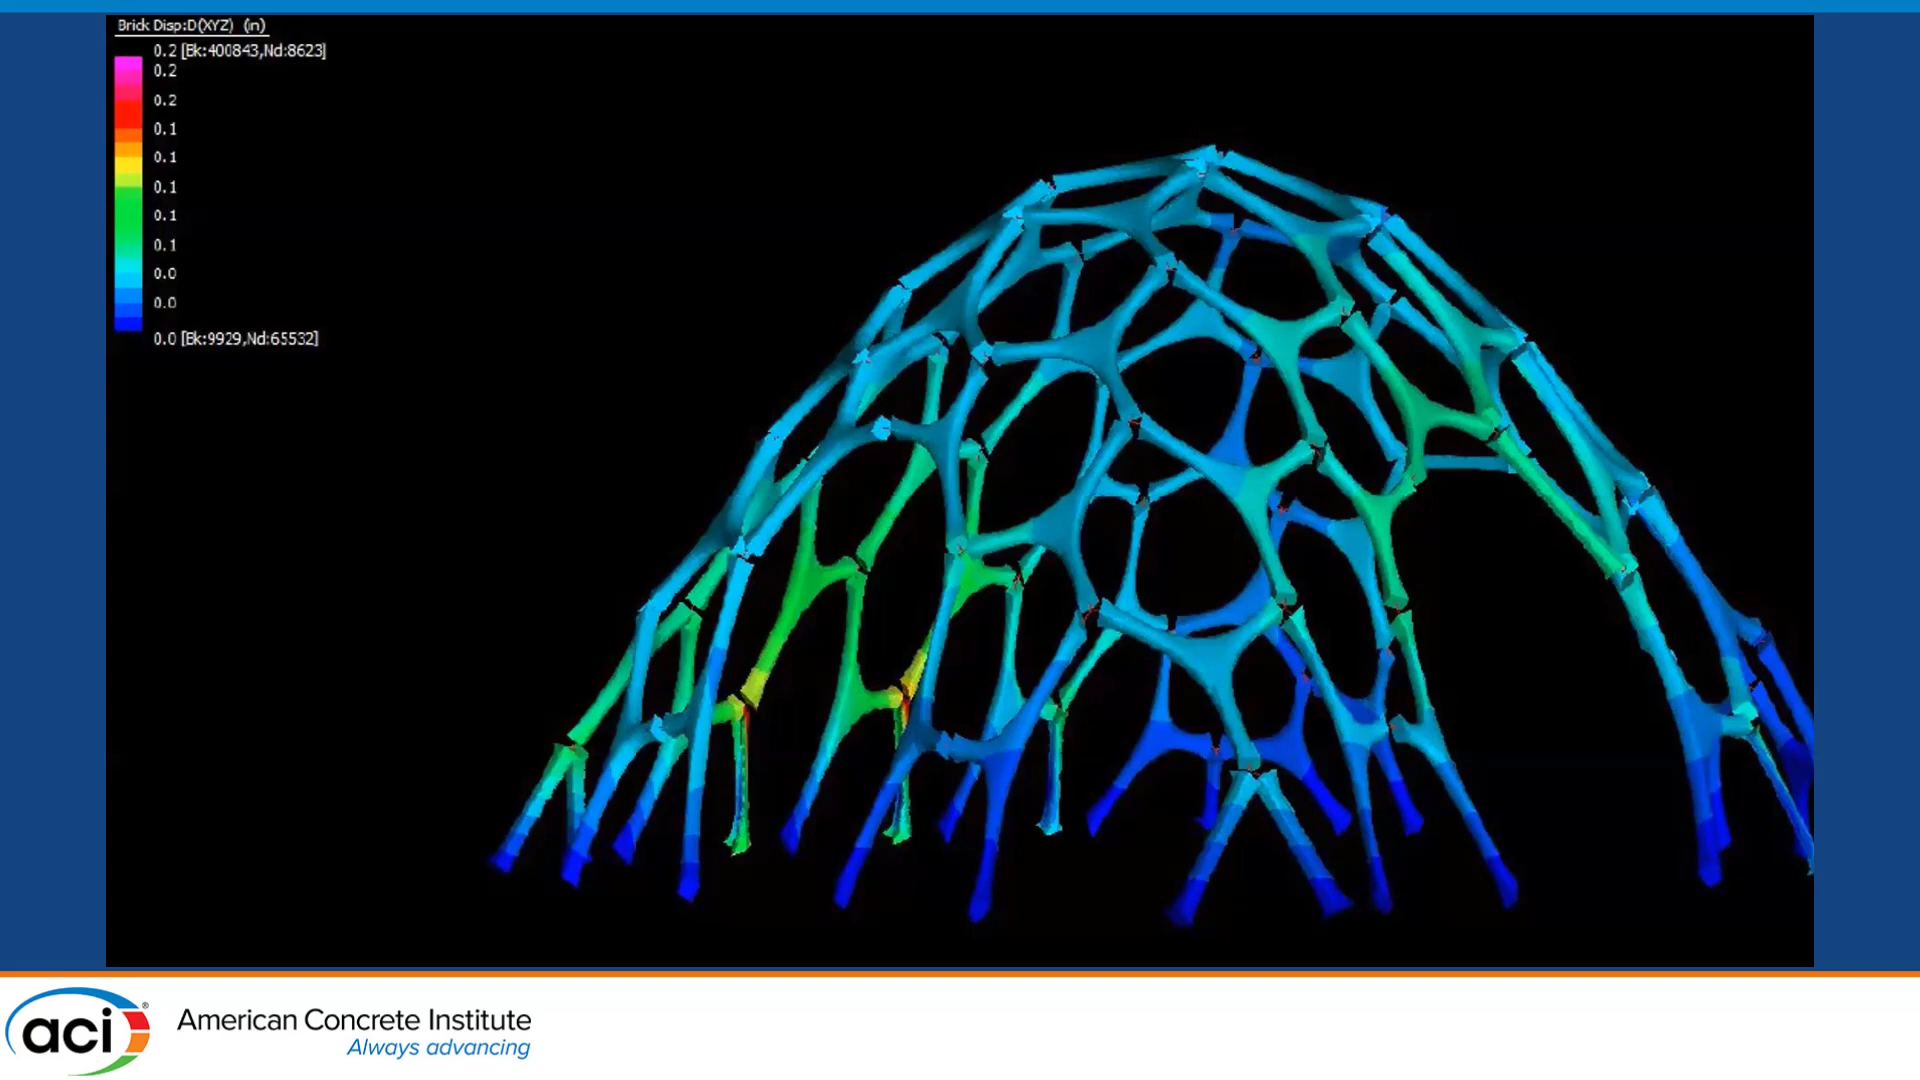 Brick Disp:D(XYZ) (in)
0.2 [Bk:400843,Nd:8623]
0.2
0.2
0.1
0.1
0.1
0.1
0.1
0.0
0.0
0.0 [Bk:9929,Nd:65532]
aci®
American Concrete Institute
Always advancing